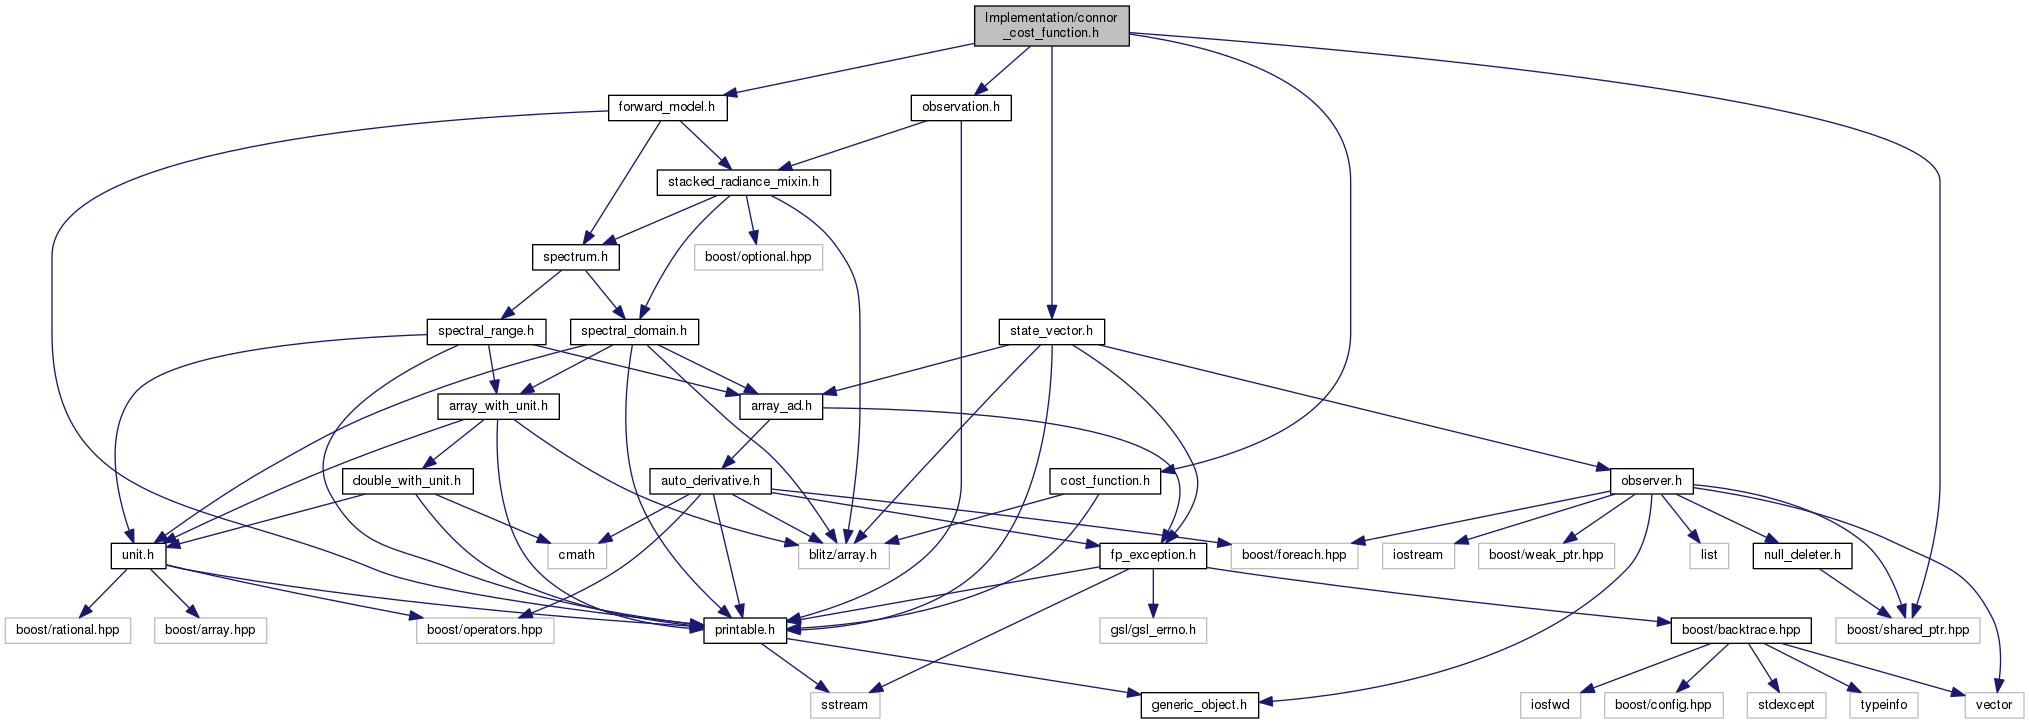 Implementation/connor
_cost_function.h
forward_model.h
observation.h
stacked_radiance_mixin.h
spectrum.h
boost/optional.hpp
spectral_range.h
spectral_domain.h
state_vector.h
array_with_unit.h
array_ad.h
double_with_unit.h
auto_derivative.h
cost_function.h
observer.h
unit.h
cmath
blitz/array.h
fp_exception.h
boost/foreach.hpp
iostream
boost/weak_ptr.hpp
list
null_deleter.h
boost/rational.hpp
boost/array.hpp
boost/operators.hpp
printable.h
gsl/gsl_errno.h
boost/backtrace.hpp
boost/shared_ptr.hpp
sstream
generic_object.h
iosfwd
boost/config.hpp
stdexcept
typeinfo
vector